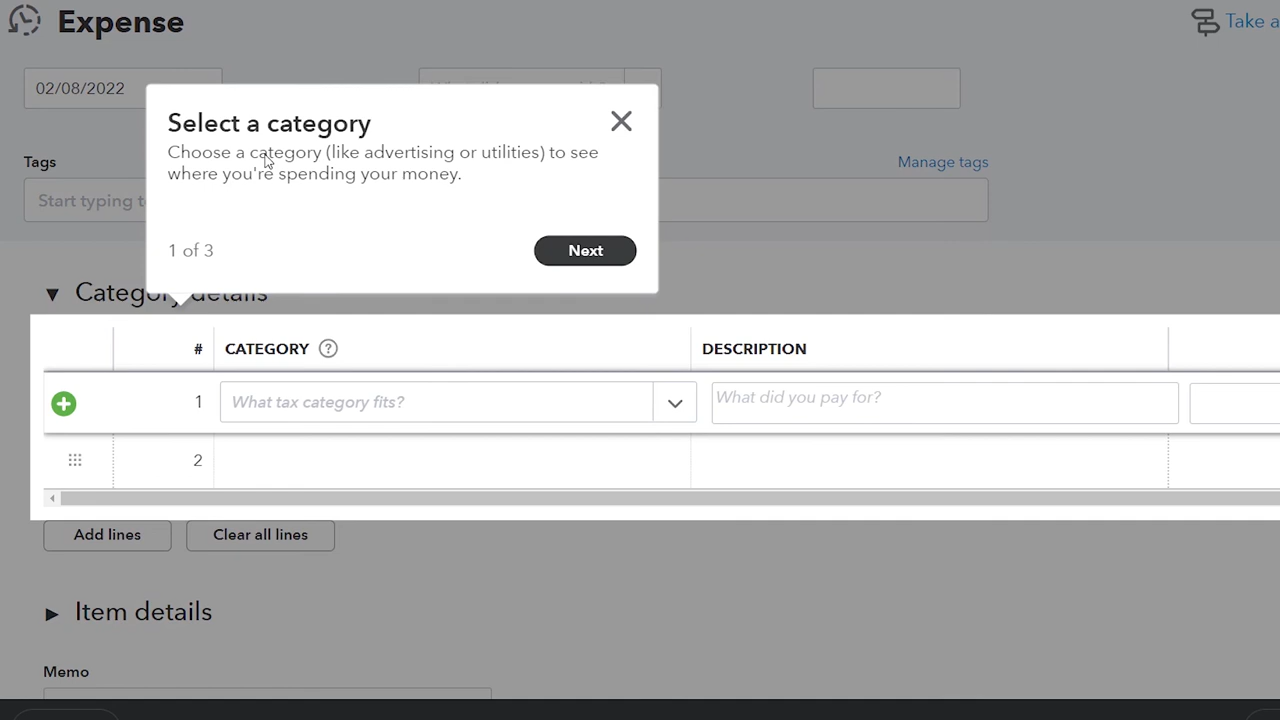 Expense
Take a
02/08/2022
Select a category
Choose a category (like advertising or utilities) to see
where you're spending your money.
1 of 3
Next
Tags
Manage tags
Start typing t
Category details
#
CATEGORY
?
DESCRIPTION
1
What tax category fits?
What did you pay for?
2
Add lines
Clear all lines
Item details
Memo